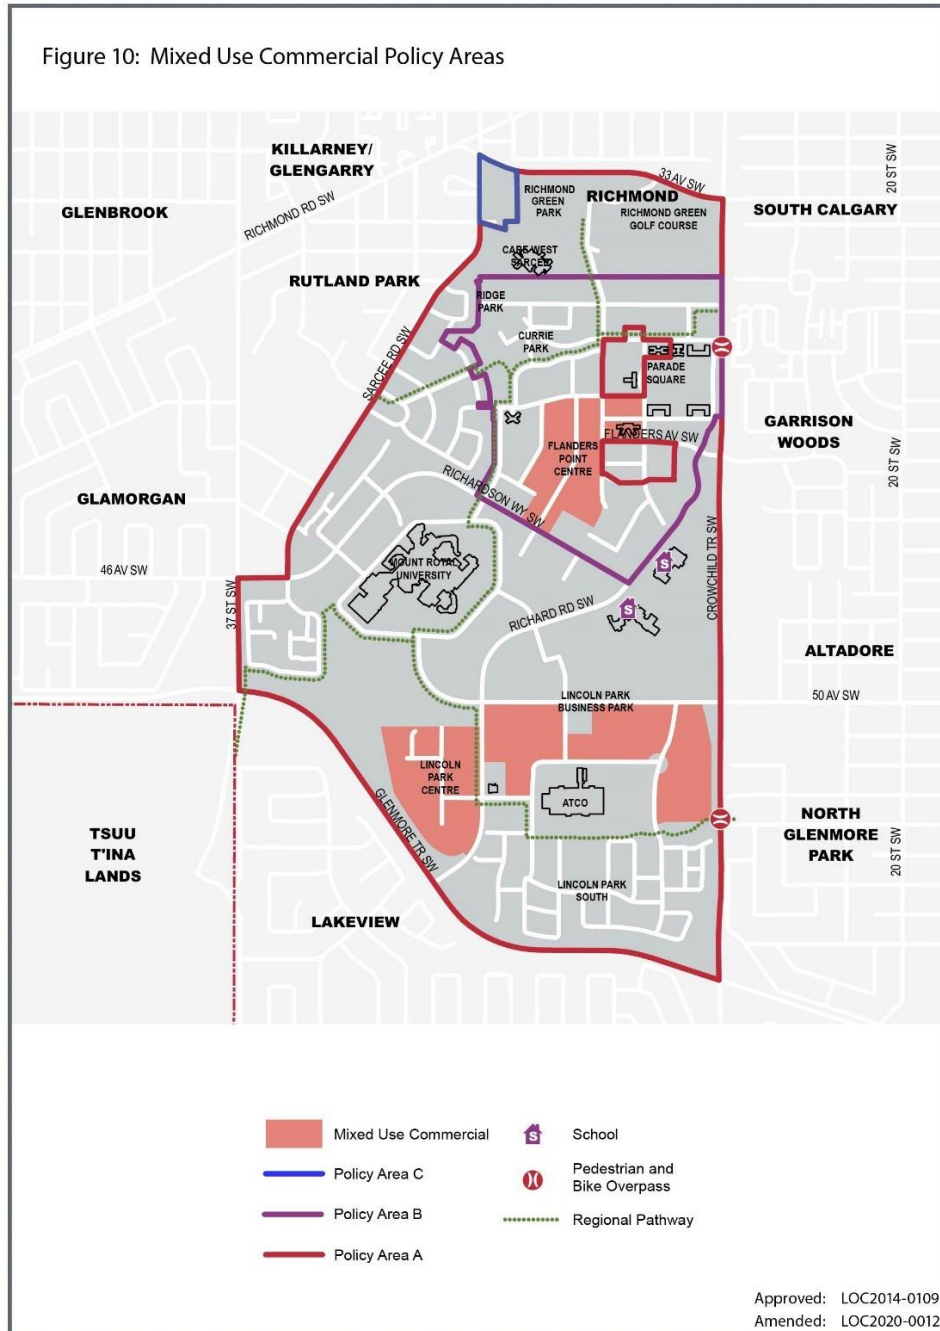 Figure 10: Mixed Use Commercial Policy Areas
KILLARNEY/
GLENGARRY
GLENBROOK
RICHMOND RD SW
RICHMOND
GREEN
PARK
RICHMOND
33 AV SW
20 ST SW
RICHMOND GREEN
GOLF COURSE
SOUTH CALGARY
CARE WEST
SARCEE
RUTLAND PARK
RIDGE
PARK
CURRIE
PARK
SARCEE RD SW
PARADE
SQUARE
GARRISON
WOODS
FLANDERS AV SW
FLANDERS
POINT
CENTRE
20 ST SW
GLAMORGAN
RICHARDSON WY SW
CROWCHILD TR SW
46 AV SW
MOUNT ROYAL
UNIVERSITY
S
37 ST SW
RICHARD RD SW
S
ALTADORE
LINCOLN PARK
BUSINESS PARK
50 AV SW
LINCOLN
PARK
CENTRE
ATCO
GLENMORE TR SW
NORTH
GLENMORE
PARK
20 ST SW
TSUU
T'INA
LANDS
LINCOLN PARK
SOUTH
LAKEVIEW
Mixed Use Commercial
S
School
Policy Area C
Pedestrian and
Bike Overpass
Policy Area B
Regional Pathway
Policy Area A
Approved: LOC2014-0109
Amended: LOC2020-0012